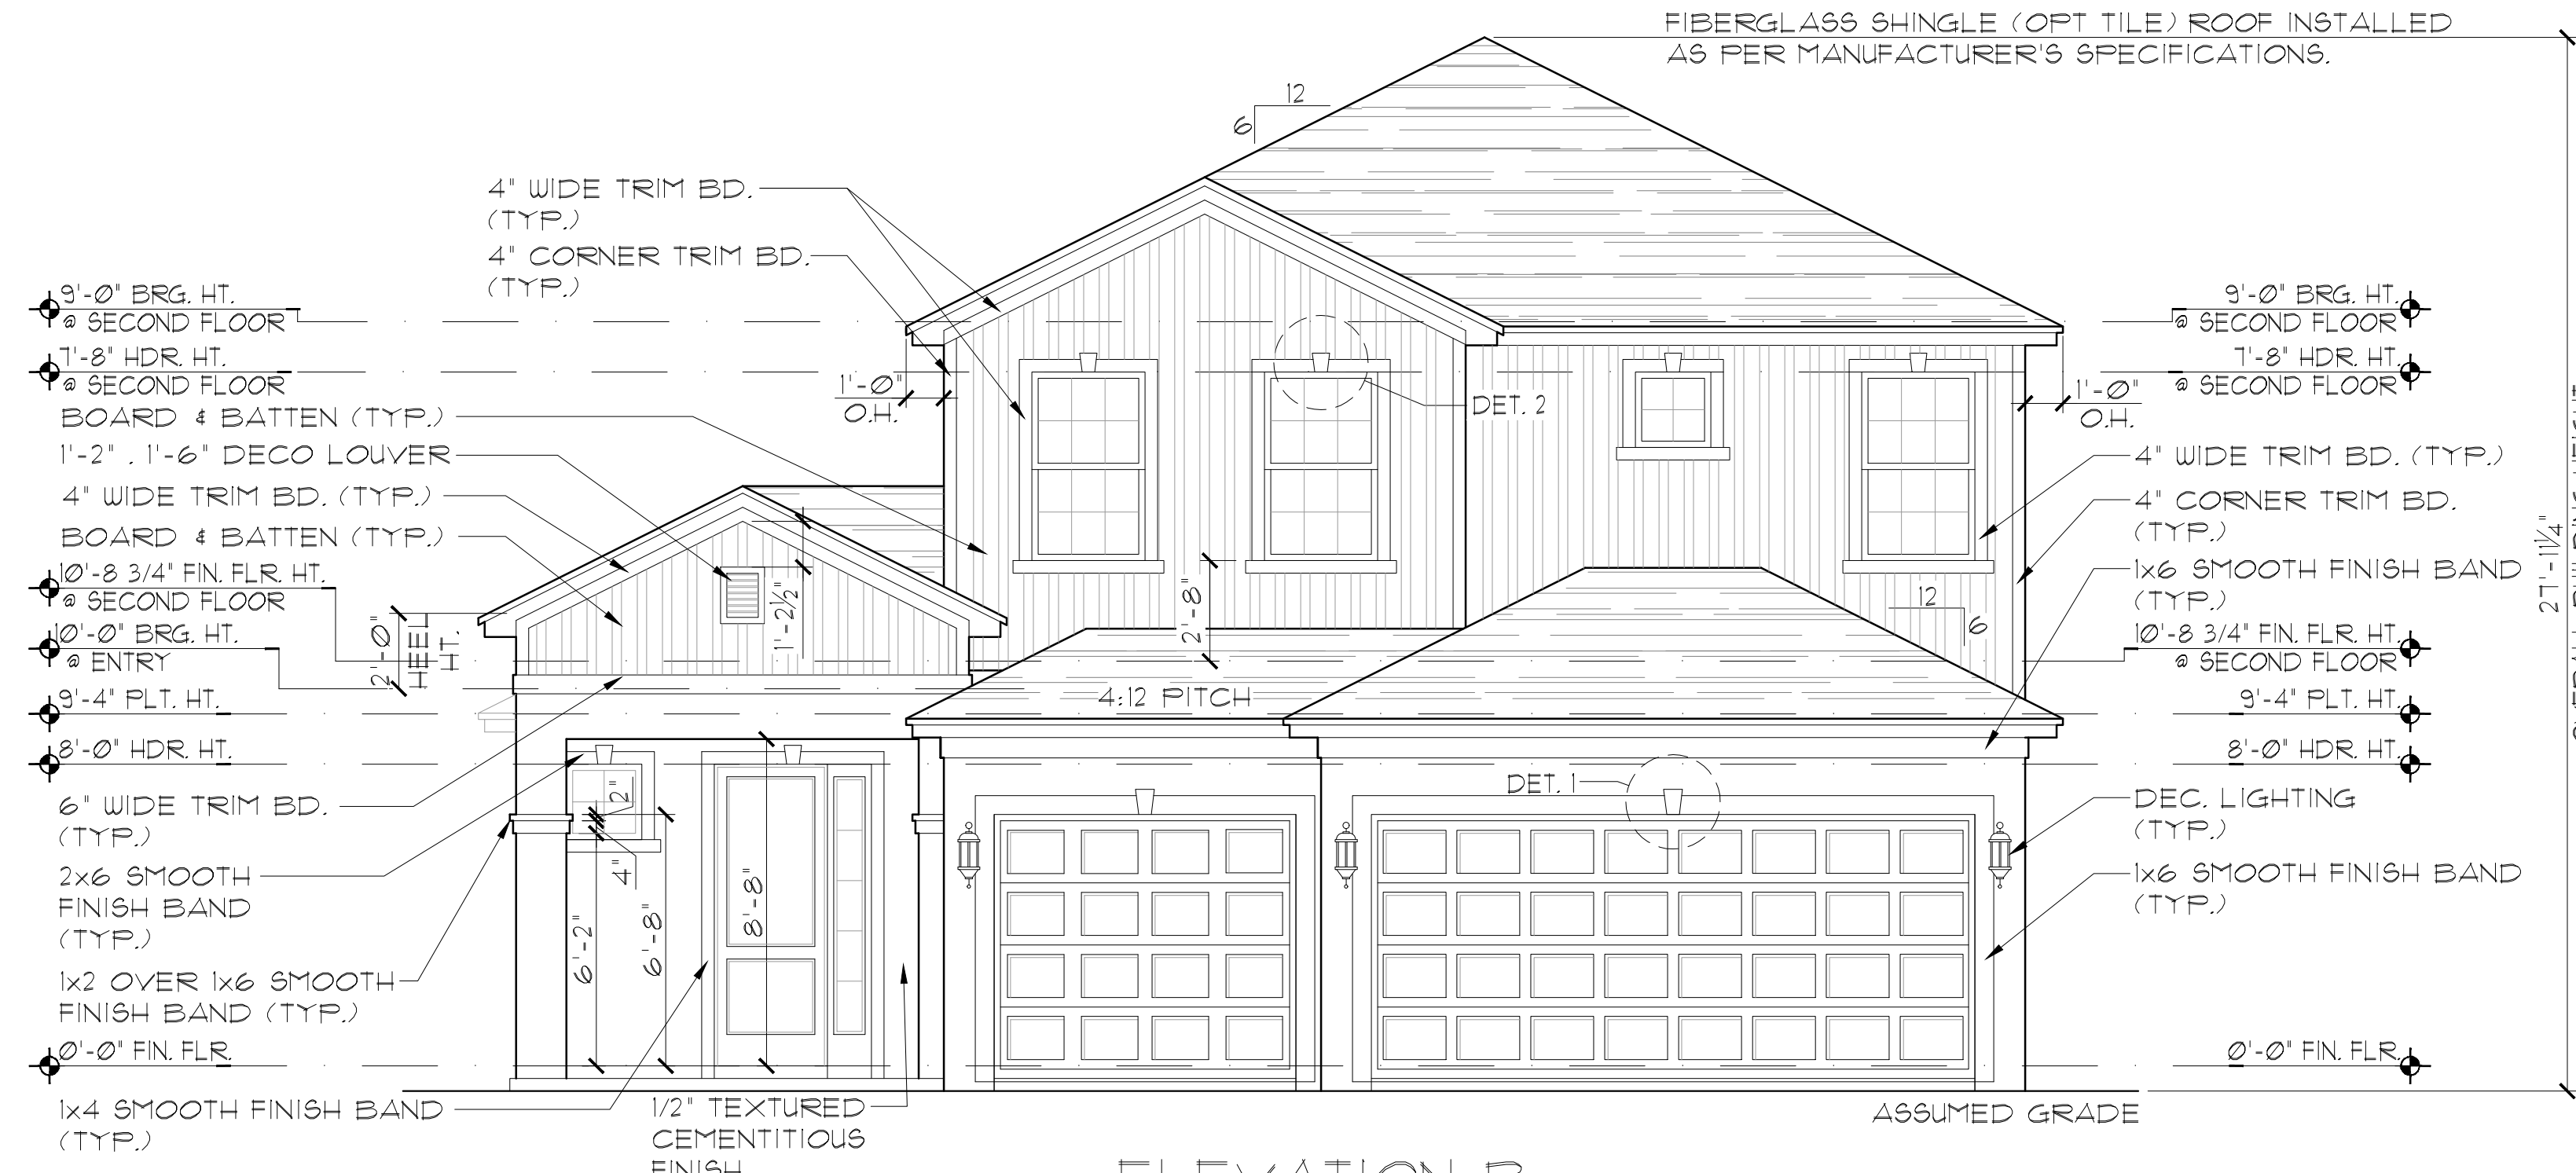 FIBERGLASS SHINGLE (OPT TILE) ROOF INSTALLED
AS PER MANUFACTURER'S SPECIFICATIONS.
12
6
4" WIDE TRIM BD.
(TYP.)
4" CORNER TRIM BD.
(TYP.)
9'-0" BRG. HT.
@ SECOND FLOOR
7'-8" HDR. HT.
@ SECOND FLOOR
BOARD & BATTEN (TYP.)
1'-2" . 1'-6" DECO LOUVER
4" WIDE TRIM BD. (TYP.)
BOARD & BATTEN (TYP.)
10'-8 3/4" FIN. FLR. HT.
@ SECOND FLOOR
10'-0" BRG. HT.
@ ENTRY
2'-0"
HEEL
HT.
9'-4" PLT. HT.
8'-0" HDR. HT.
6" WIDE TRIM BD.
(TYP.)
2x6 SMOOTH
FINISH BAND
(TYP.)
1x2 OVER 1x6 SMOOTH
FINISH BAND (TYP.)
0'-0" FIN. FLR.
1x4 SMOOTH FINISH BAND
(TYP.)
1/2" TEXTURED
CEMENTITIOUS
FINISH
1'-0"
O.H.
DET. 2
1'-2½"
2'-8"
4:12 PITCH
12
6
2"
4"
6'-2"
6'-8"
8'-8"
DET. 1
9'-0" BRG. HT.
@ SECOND FLOOR
7'-8" HDR. HT.
@ SECOND FLOOR
1'-0"
O.H.
4" WIDE TRIM BD. (TYP.)
4" CORNER TRIM BD.
(TYP.)
1x6 SMOOTH FINISH BAND
(TYP.)
10'-8 3/4" FIN. FLR. HT.
@ SECOND FLOOR
9'-4" PLT. HT.
8'-0" HDR. HT.
DEC. LIGHTING
(TYP.)
1x6 SMOOTH FINISH BAND
(TYP.)
0'-0" FIN. FLR.
ASSUMED GRADE
27'-11¼"
ELEVATION B